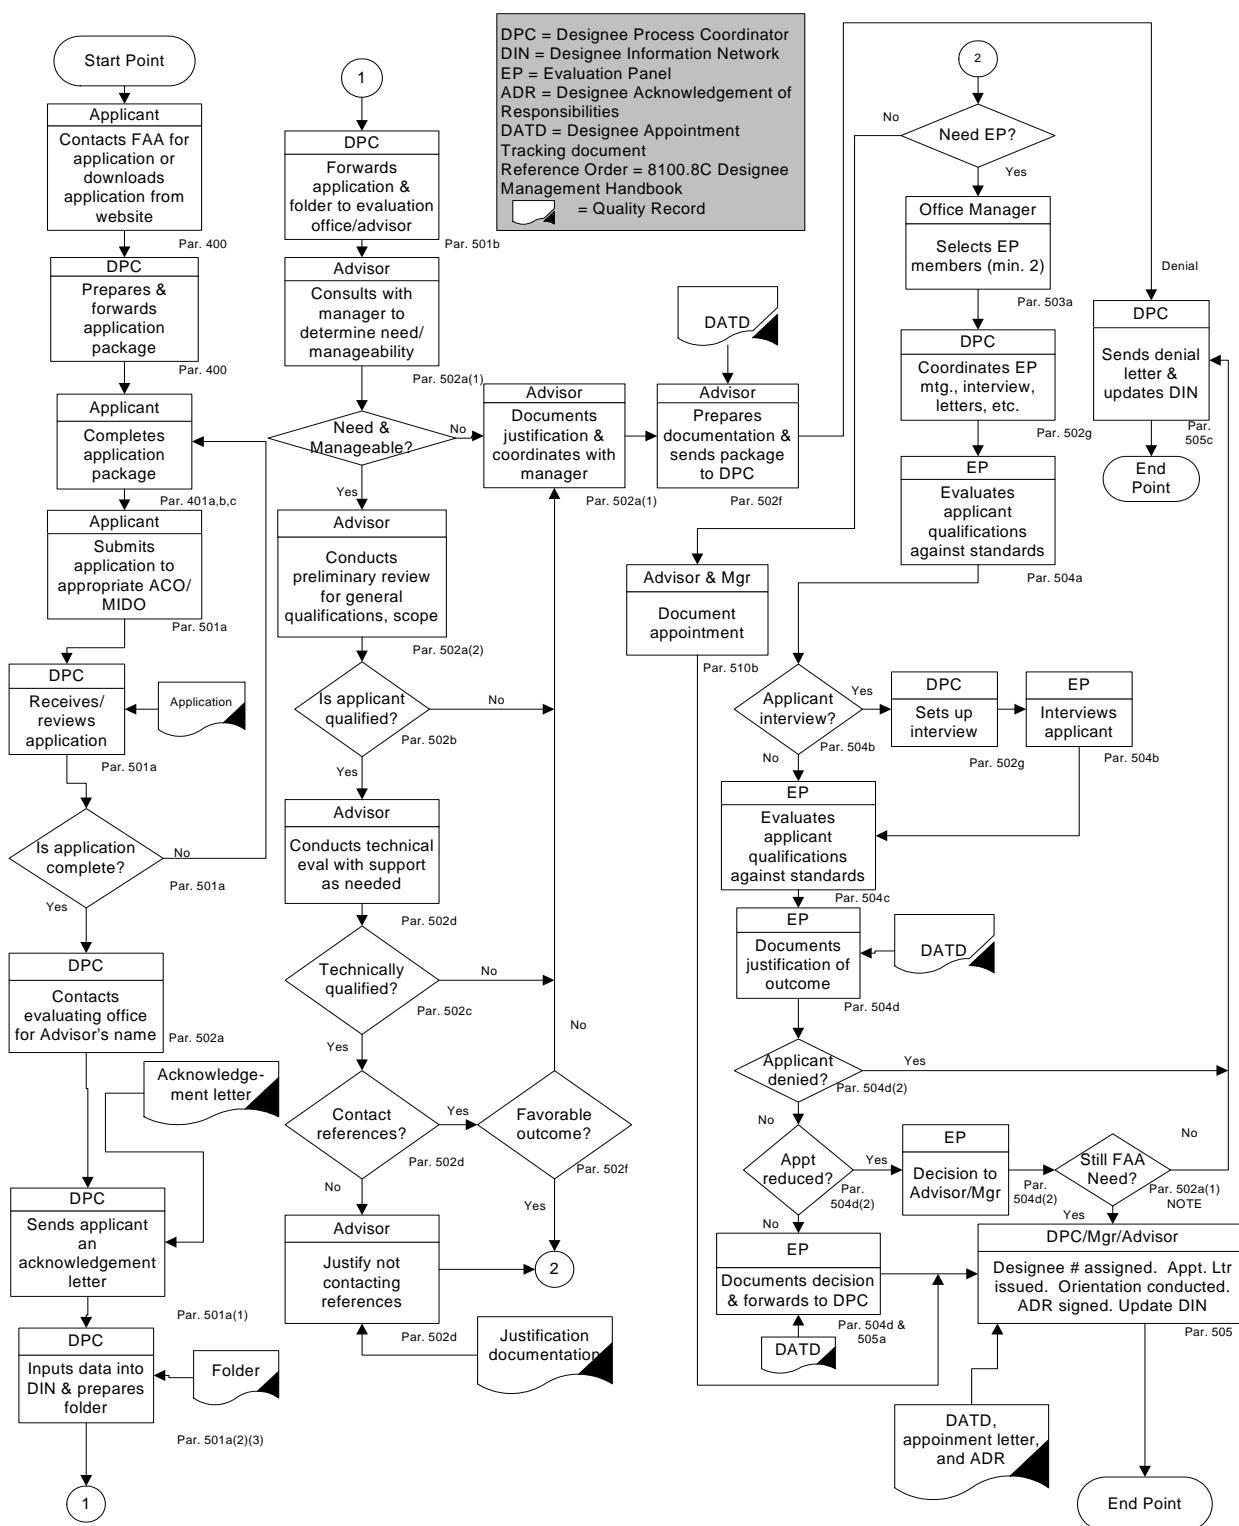 Start Point
Applicant
Contacts FAA for
application or
downloads
application from
website
Par. 400
DPC
Prepares &
forwards
application
package
Par. 400
Applicant
Completes
application
package
Par. 401a,b,c
Applicant
Submits
application to
appropriate ACO/
MIDO
Par. 501a
DPC
Receives/
reviews
application
Application
Par. 501a
Is application
complete?
No
Par. 501a
Yes
DPC
Contacts
evaluating office
for Advisor's name
Par. 502a
Acknowledge-
ment letter
DPC
Sends applicant
an
acknowledgement
letter
Par. 501a(1)
DPC
Inputs data into
DIN & prepares
folder
Folder
Par. 501a(2)(3)
1
1
DPC
Forwards
application &
folder to evaluation
office/advisor
Par. 501b
Advisor
Consults with
manager to
determine need/
manageability
Par. 502a(1)
Need &
Manageable?
No
Yes
Advisor
Conducts
preliminary review
for general
qualifications, scope
Par. 502a(2)
Is applicant
qualified?
No
Par. 502b
Yes
Advisor
Conducts technical
eval with support
as needed
Par. 502d
Technically
qualified?
No
Par. 502c
Yes
Contact
references?
Yes
Par. 502d
No
Advisor
Justify not
contacting
references
Par. 502d
Justification
documentation
No
Favorable
outcome?
Par. 502f
Yes
2
DPC = Designee Process Coordinator
DIN = Designee Information Network
EP = Evaluation Panel
ADR = Designee Acknowledgement of
Responsibilities
DATD = Designee Appointment
Tracking document
Reference Order = 8100.8C Designee
Management Handbook
= Quality Record
Advisor
Documents
justification &
coordinates with
manager
Par. 502a(1)
DATD
Advisor
Prepares
documentation &
sends package
to DPC
Par. 502f
2
No
Need EP?
Yes
Office Manager
Selects EP
members (min. 2)
Par. 503a
DPC
Coordinates EP
mtg., interview,
letters, etc.
Par. 502g
EP
Evaluates
applicant
qualifications
against standards
Par. 504a
Denial
DPC
Sends denial
letter &
updates DIN
Par.
505c
End
Point
Advisor & Mgr
Document
appointment
Par. 510b
Applicant
interview?
Yes
Par. 504b
No
DPC
Sets up
interview
Par. 502g
EP
Interviews
applicant
Par. 504b
EP
Evaluates
applicant
qualifications
against standards
Par. 504c
EP
Documents
justification of
outcome
DATD
Par. 504d
Applicant
denied?
Yes
Par. 504d(2)
No
Appt
reduced?
Yes
Par.
504d(2)
EP
Decision to
Advisor/Mgr
Par.
504d(2)
Still FAA
Need?
No
Par. 502a(1)
NOTE
Yes
No
EP
Documents decision
& forwards to DPC
Par. 504d &
505a
DATD
DPC/Mgr/Advisor
Designee # assigned. Appt. Ltr
issued. Orientation conducted.
ADR signed. Update DIN
Par. 505
DATD,
appoinment letter,
and ADR
End Point